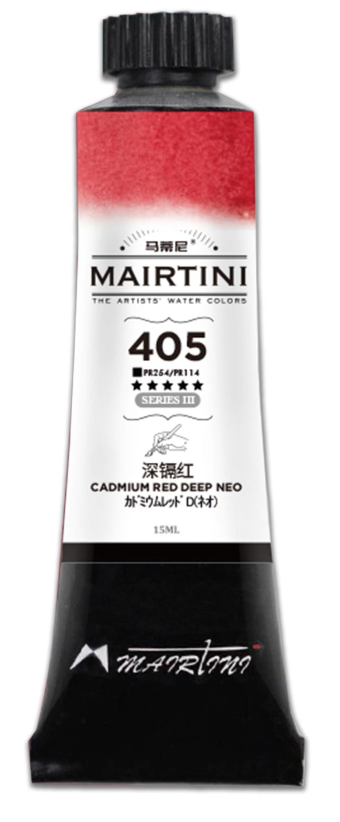 马蒂尼®
MAIRTINI
THE ARTISTS' WATER COLORS
405
■PR254/PR114
★★★★★
SERIES III
深镉红
CADMIUM RED DEEP NEO
ｶﾄﾞﾐｳﾑﾚｯﾄﾞ D(ﾈｵ)
15ML
MAIRTINI